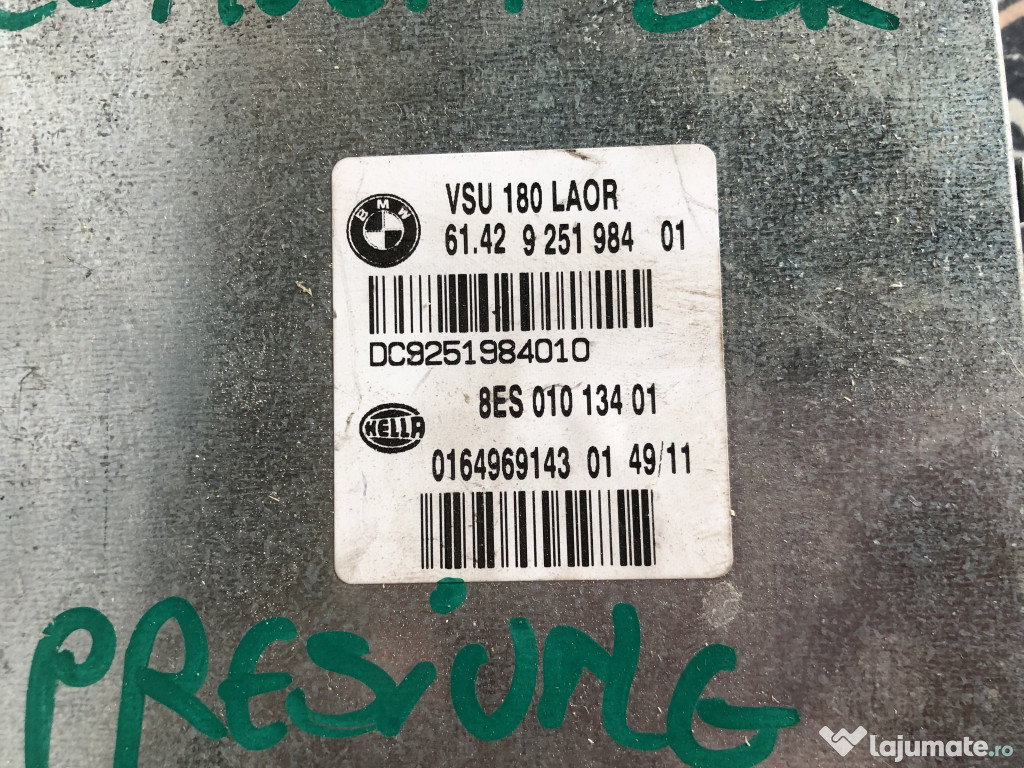 BMW
VSU 180 LAOR
61.42 9 251 984 01
DC9251984010
8ES 010 134 01
HELLA
0164969143 01 49/11
PRESIUNE
lajumate.ro